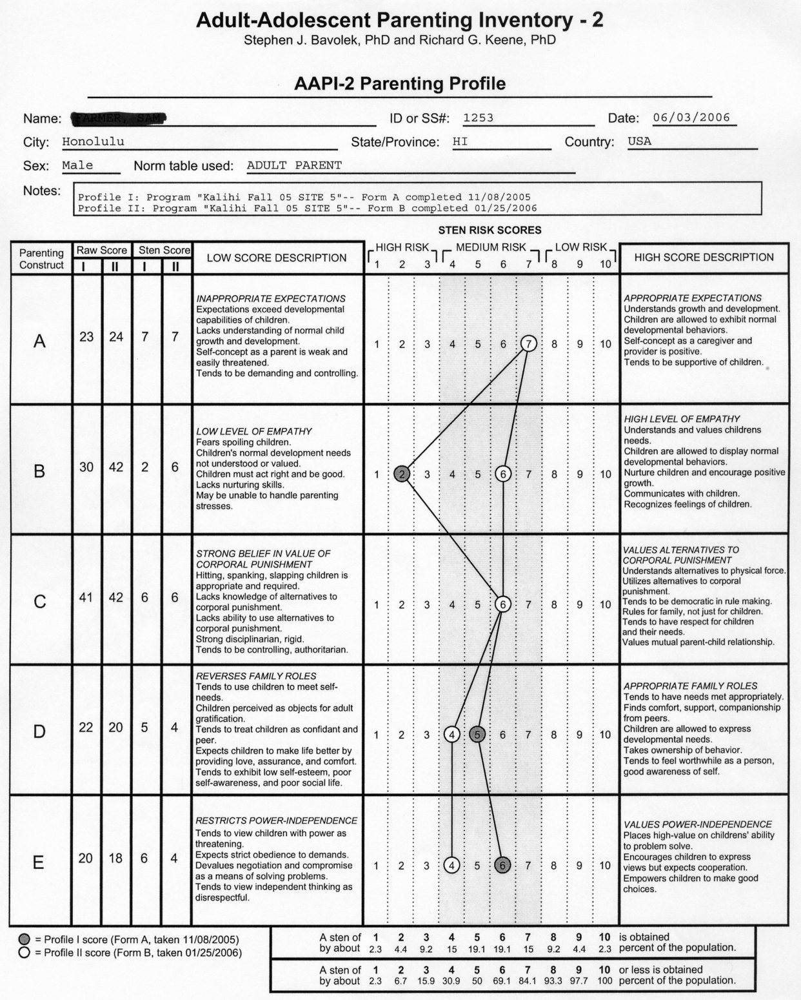 Adult-Adolescent Parenting Inventory - 2
Stephen J. Bavolek, PhD and Richard G. Keene, PhD
AAPI-2 Parenting Profile
Name: ID or SS#: 1253 Date: 06/03/2006
City: Honolulu State/Province: HI Country: USA
Sex: Male Norm table used: ADULT PARENT
Notes:
Profile I: Program "Kalihi Fall 05 SITE 5"-- Form A completed 11/08/2005
Profile II: Program "Kalihi Fall 05 SITE 5"-- Form B completed 01/25/2006
STEN RISK SCORES
Parenting
Construct
Raw Score
I II
Sten Score
I II
LOW SCORE DESCRIPTION
HIGH RISK MEDIUM RISK LOW RISK
1 2 3 4 5 6 7 8 9 10
HIGH SCORE DESCRIPTION
A
23 24 7 7
INAPPROPRIATE EXPECTATIONS
Expectations exceed developmental
capabilities of children.
Lacks understanding of normal child
growth and development.
Self-concept as a parent is weak and
easily threatened.
Tends to be demanding and controlling.
1 2 3 4 5 6 7 8 9 10
APPROPRIATE EXPECTATIONS
Understands growth and development.
Children are allowed to exhibit normal
developmental behaviors.
Self-concept as a caregiver and
provider is positive.
Tends to be supportive of children.
B
30 42 2 6
LOW LEVEL OF EMPATHY
Fears spoiling children.
Children's normal development needs
not understood or valued.
Children must act right and be good.
Lacks nurturing skills.
May be unable to handle parenting
stresses.
1 2 3 4 5 6 7 8 9 10
HIGH LEVEL OF EMPATHY
Understands and values childrens
needs.
Children are allowed to display normal
developmental behaviors.
Nurture children and encourage positive
growth.
Communicates with children.
Recognizes feelings of children.
C
41 42 6 6
STRONG BELIEF IN VALUE OF
CORPORAL PUNISHMENT
Hitting, spanking, slapping children is
appropriate and required.
Lacks knowledge of alternatives to
corporal punishment.
Lacks ability to use alternatives to
corporal punishment.
Strong disciplinarian, rigid.
Tends to be controlling, authoritarian.
1 2 3 4 5 6 7 8 9 10
VALUES ALTERNATIVES TO
CORPORAL PUNISHMENT
Understands alternatives to physical force.
Utilizes alternatives to corporal
punishment.
Tends to be democratic in rule making.
Rules for family, not just for children.
Tends to have respect for children
and their needs.
Values mutual parent-child relationship.
D
22 20 5 4
REVERSES FAMILY ROLES
Tends to use children to meet self-
needs.
Children perceived as objects for adult
gratification.
Tends to treat children as confidant and
peer.
Expects children to make life better by
providing love, assurance, and comfort.
Tends to exhibit low self-esteem, poor
self-awareness, and poor social life.
1 2 3 4 5 6 7 8 9 10
APPROPRIATE FAMILY ROLES
Tends to have needs met appropriately.
Finds comfort, support, companionship
from peers.
Children are allowed to express
developmental needs.
Takes ownership of behavior.
Tends to feel worthwhile as a person,
good awareness of self.
E
20 18 6 4
RESTRICTS POWER-INDEPENDENCE
Tends to view children with power as
threatening.
Expects strict obedience to demands.
Devalues negotiation and compromise
as a means of solving problems.
Tends to view independent thinking as
disrespectful.
1 2 3 4 5 6 7 8 9 10
VALUES POWER-INDEPENDENCE
Places high-value on childrens' ability
to problem solve.
Encourages children to express
views but expects cooperation.
Empowers children to make good
choices.
= Profile I score (Form A, taken 11/08/2005)
= Profile II score (Form B, taken 01/25/2006)
A sten of 1 2 3 4 5 6 7 8 9 10 is obtained
by about 2.3 4.4 9.2 15 19.1 19.1 15 9.2 4.4 2.3 percent of the population.
A sten of 1 2 3 4 5 6 7 8 9 10 or less is obtained
by about 2.3 6.7 15.9 30.9 50 69.1 84.1 93.3 97.7 100 percent of the population.